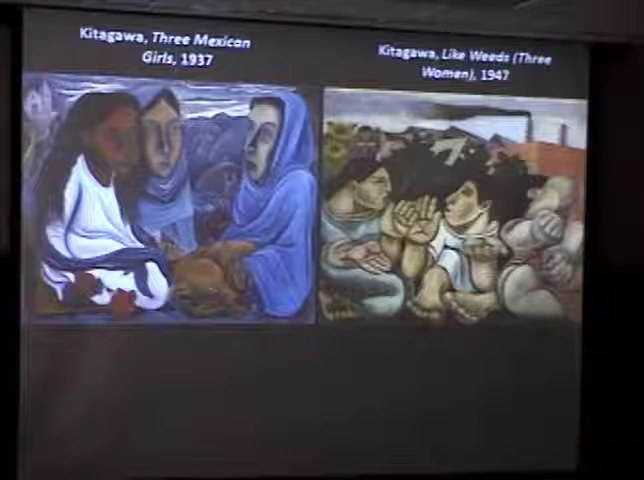 Kitagawa, Three Mexican
Girls, 1937
Kitagawa, Like Weeds (Three
Women), 1947